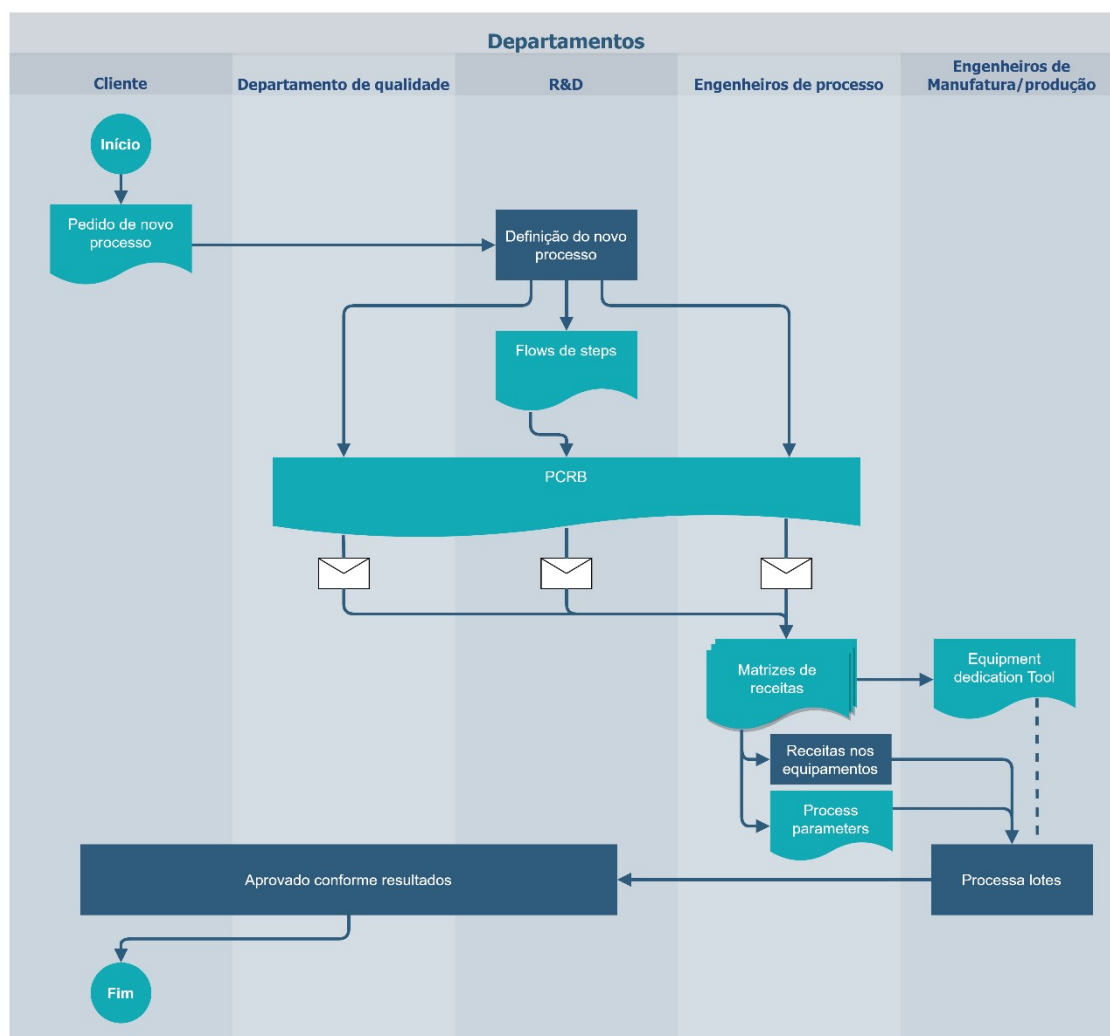 Departamentos
Cliente
Departamento de qualidade
R&D
Engenheiros de processo
Engenheiros de
Manufatura/produção
Início
Pedido de novo
processo
Definição do novo
processo
Flows de steps
PCRB
Matrizes de
receitas
Equipment
dedication Tool
Receitas nos
equipamentos
Process
parameters
Aprovado conforme resultados
Processa lotes
Fim